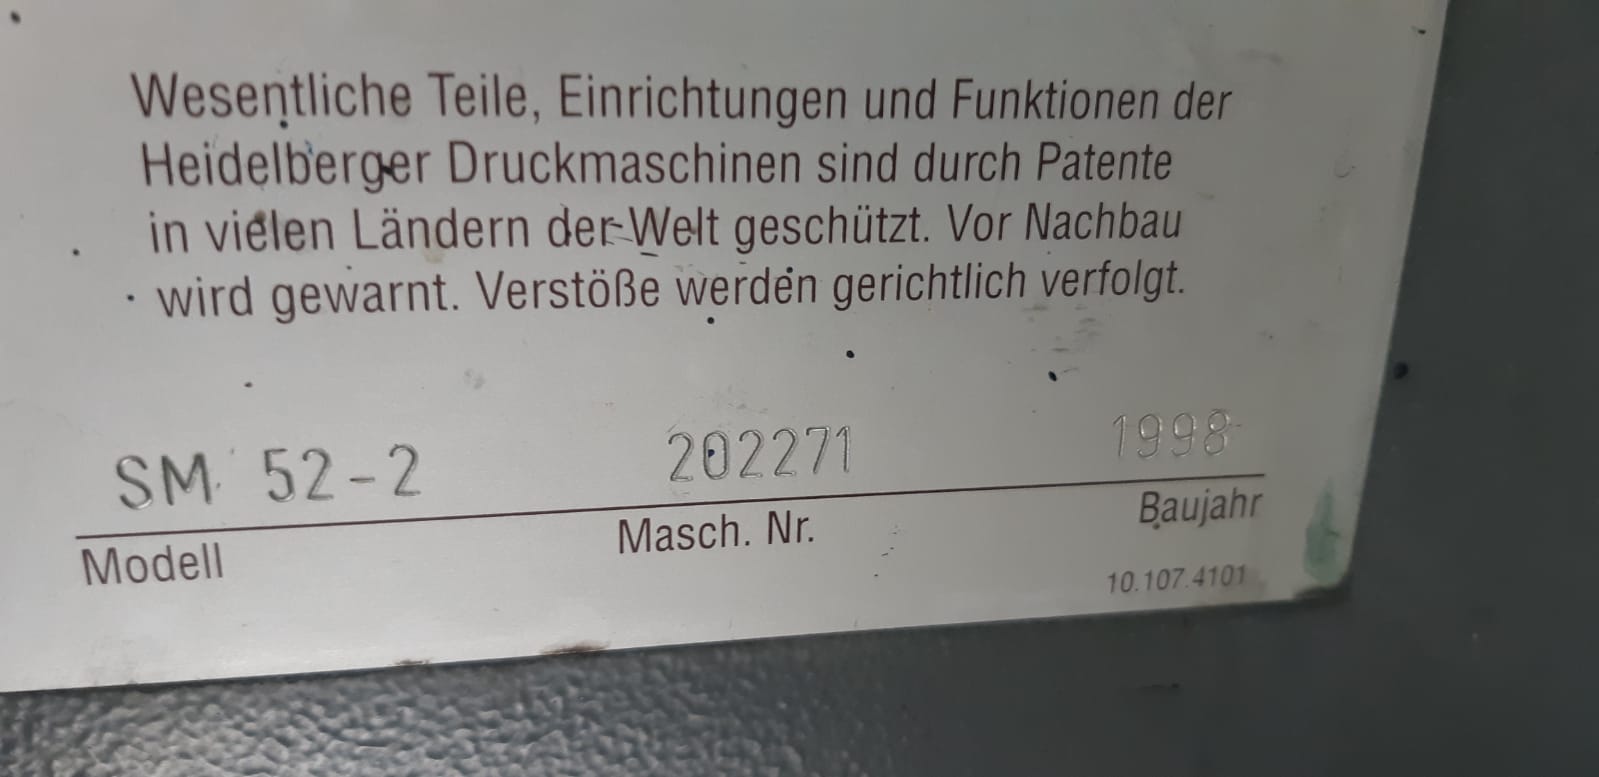 Wesentliche Teile, Einrichtungen und Funktionen der
Heidelberger Druckmaschinen sind durch Patente
in vielen Ländern der Welt geschützt. Vor Nachbau
wird gewarnt. Verstöße werden gerichtlich verfolgt.
SM 52-2 202271 1998
Modell Masch. Nr. Baujahr
10.107.4101